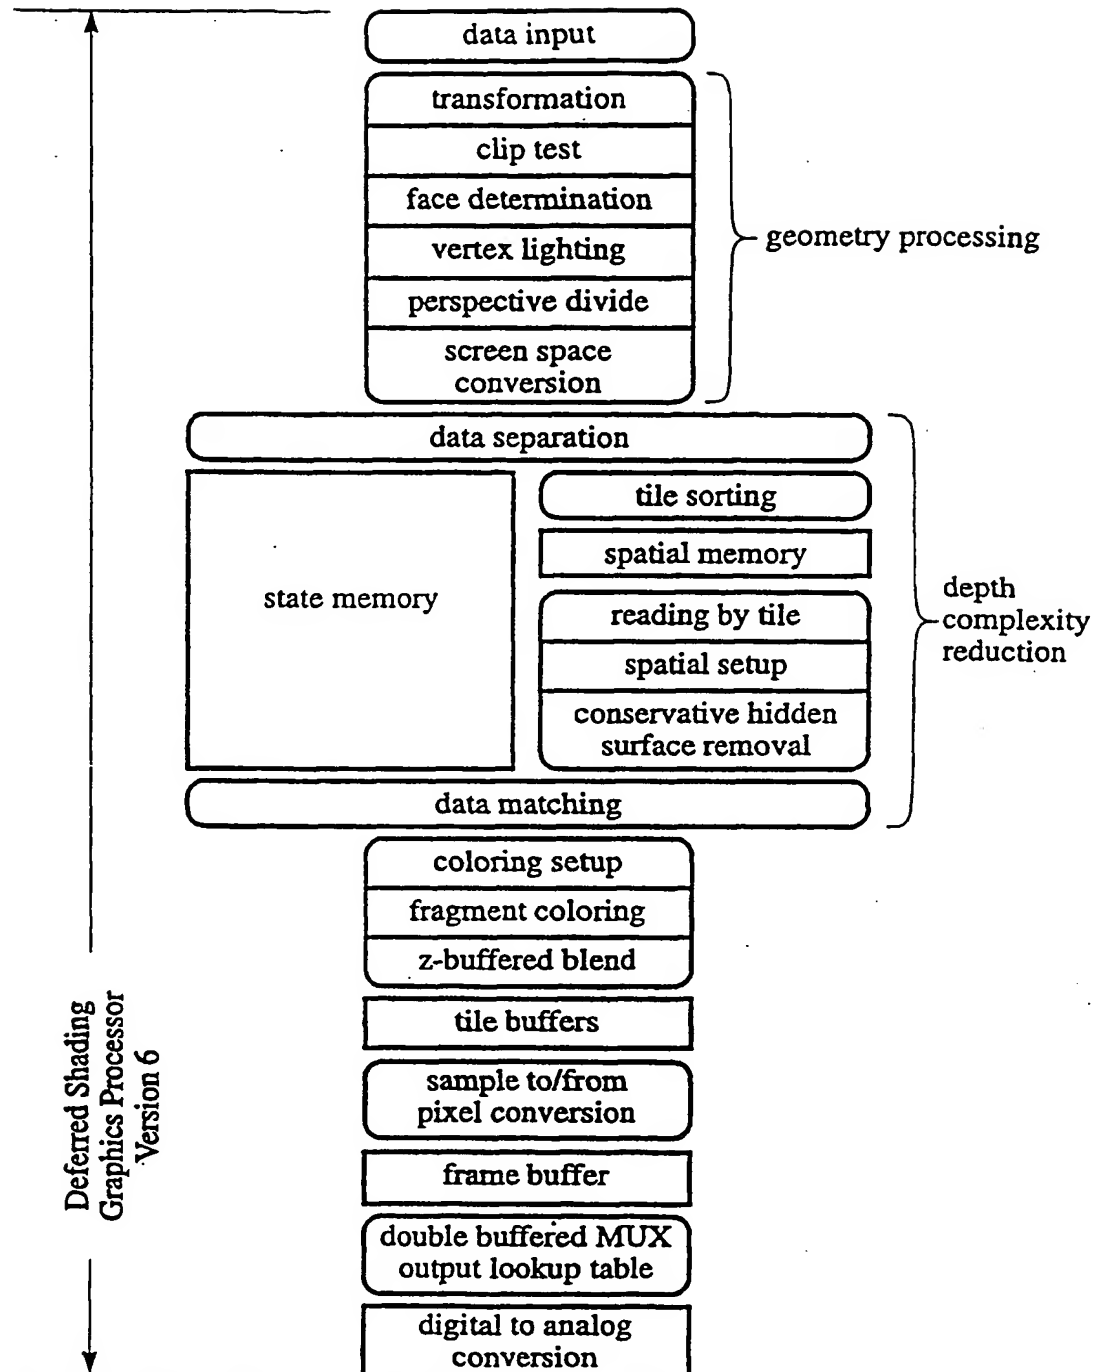 data input
transformation
clip test
face determination
vertex lighting
perspective divide
screen space
conversion
geometry processing
data separation
state memory
tile sorting
spatial memory
reading by tile
spatial setup
conservative hidden
surface removal
depth
complexity
reduction
data matching
coloring setup
fragment coloring
z-buffered blend
tile buffers
sample to/from
pixel conversion
frame buffer
double buffered MUX
output lookup table
digital to analog
conversion
Deferred Shading
Graphics Processor
Version 6